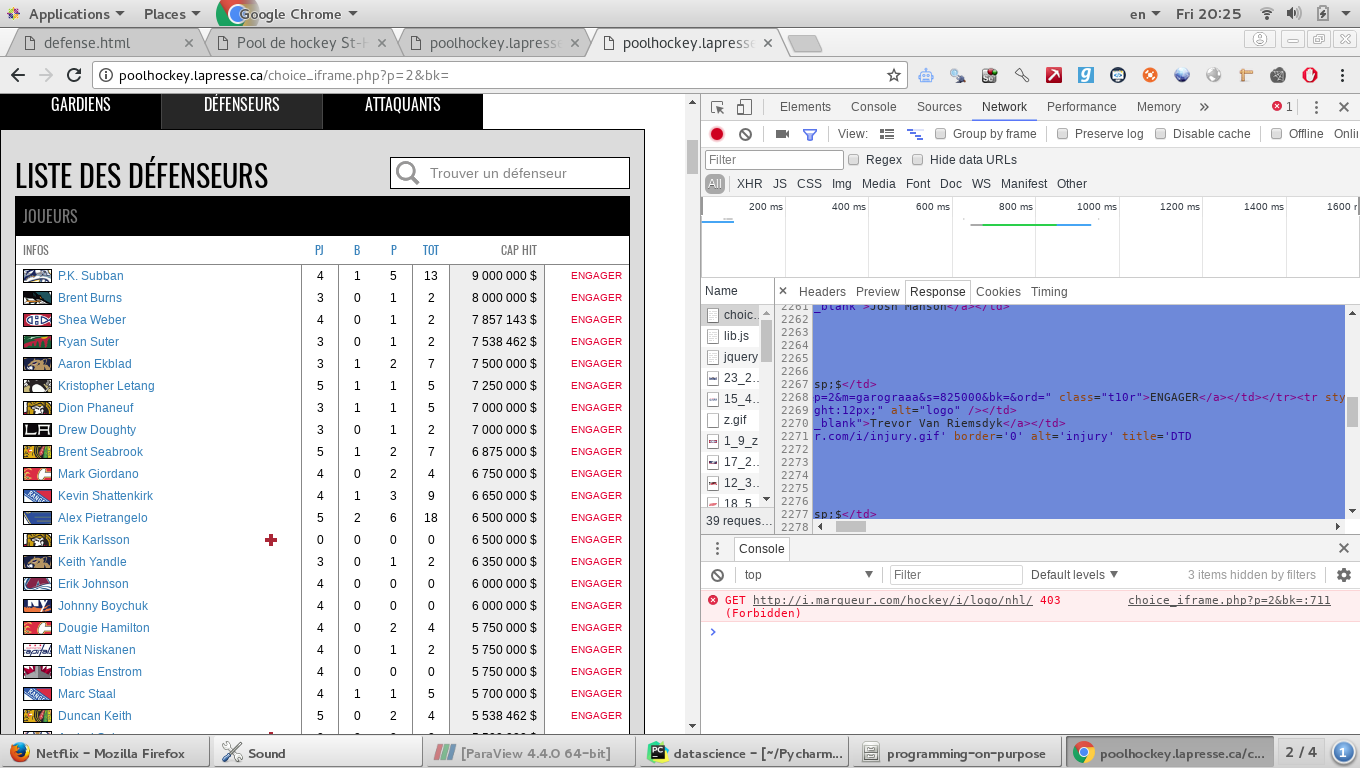 Applications Places Google Chrome en Fri 20:25
defense.html Pool de hockey St-H poolhockey.lapresse poolhockey.lapresse
poolhockey.lapresse.ca/choice_iframe.php?p=2&bk=
GARDIENS DÉFENSEURS ATTAQUANTS
LISTE DES DÉFENSEURS Trouver un défenseur
JOUEURS
INFOS PJ B P TOT CAP HIT
P.K. Subban 4 1 5 13 9 000 000 $ ENGAGER
Brent Burns 3 0 1 2 8 000 000 $ ENGAGER
Shea Weber 4 0 1 2 7 857 143 $ ENGAGER
Ryan Suter 3 0 1 2 7 538 462 $ ENGAGER
Aaron Ekblad 3 1 2 7 7 500 000 $ ENGAGER
Kristopher Letang 5 1 1 5 7 250 000 $ ENGAGER
Dion Phaneuf 3 1 1 5 7 000 000 $ ENGAGER
Drew Doughty 3 0 1 2 7 000 000 $ ENGAGER
Brent Seabrook 5 1 2 7 6 875 000 $ ENGAGER
Mark Giordano 4 0 2 4 6 750 000 $ ENGAGER
Kevin Shattenkirk 4 1 3 9 6 650 000 $ ENGAGER
Alex Pietrangelo 5 2 6 18 6 500 000 $ ENGAGER
Erik Karlsson 0 0 0 0 6 500 000 $ ENGAGER
Keith Yandle 3 0 1 2 6 350 000 $ ENGAGER
Erik Johnson 4 0 0 0 6 000 000 $ ENGAGER
Johnny Boychuk 4 0 0 0 6 000 000 $ ENGAGER
Dougie Hamilton 4 0 2 4 5 750 000 $ ENGAGER
Matt Niskanen 4 0 1 2 5 750 000 $ ENGAGER
Tobias Enstrom 4 0 0 0 5 750 000 $ ENGAGER
Marc Staal 4 1 1 5 5 700 000 $ ENGAGER
Duncan Keith 5 0 2 4 5 538 462 $ ENGAGER
Elements Console Sources Network Performance Memory » 1
View: Group by frame Preserve log Disable cache Offline Onlin
Filter Regex Hide data URLs
All XHR JS CSS Img Media Font Doc WS Manifest Other
200 ms 400 ms 600 ms 800 ms 1000 ms 1200 ms 1400 ms 1600 r
Name × Headers Preview Response Cookies Timing
choic...
lib.js
jquery
23_2...
15_4...
z.gif
1_9_z
17_2...
12_3...
18_5
39 reques...
2261 _blank">Josh Manson</a></td>
2262
2263
2264
2265
2266
2267 sp;$</td>
2268 p=2&m=garograaa&s=825000&bk=&ord=" class="t10r">ENGAGER</a></td></tr><tr sty
2269 ght:12px;" alt="logo" /></td>
2270 _blank">Trevor Van Riemsdyk</a></td>
2271 r.com/i/injury.gif' border='0' alt='injury' title='DTD
2272
2273
2274
2275
2276
2277 sp;$</td>
2278
Console
top Filter Default levels 3 items hidden by filters
GET http://i.marqueur.com/hockey/i/logo/nhl/ 403 choice_iframe.php?p=2&bk=:711
(Forbidden)
Netflix - Mozilla Firefox Sound [ParaView 4.4.0 64-bit] datascience - [~/Pycharm... programming-on-purpose poolhockey.lapresse.ca/c... 2 / 4 1